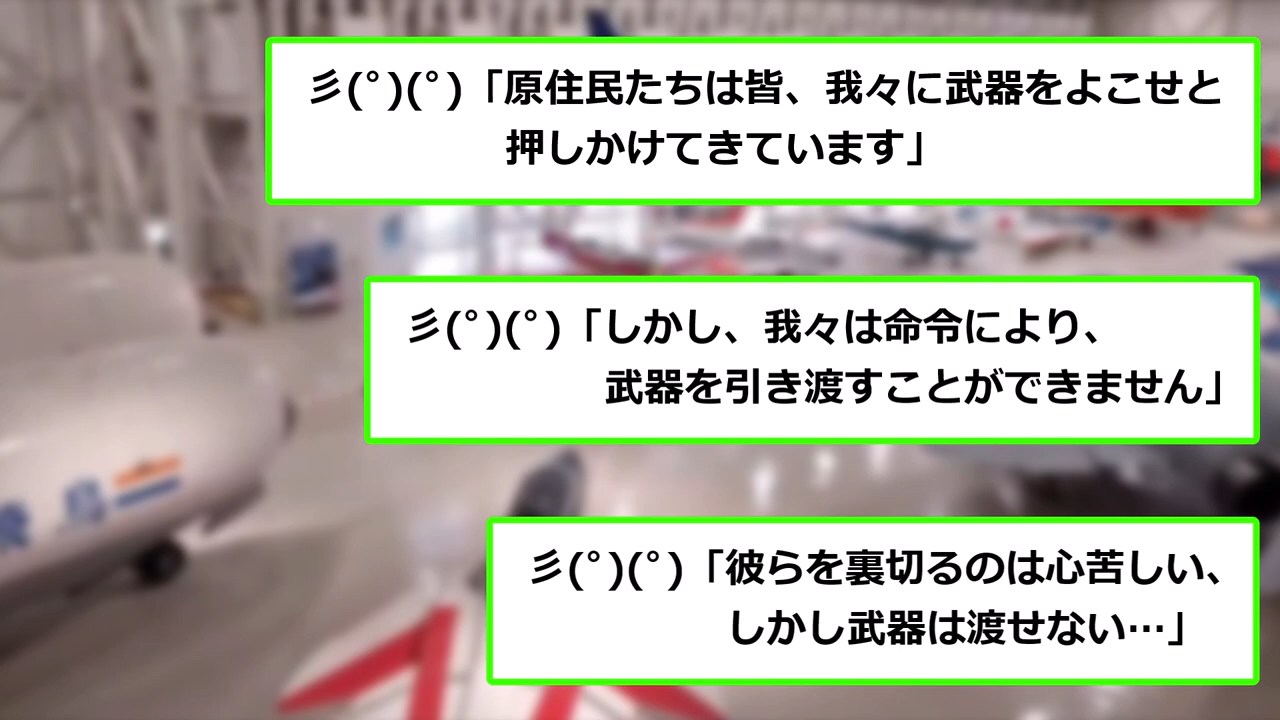 彡(ﾟ)(ﾟ)「原住民たちは皆、我々に武器をよこせと
押しかけてきています」
彡(ﾟ)(ﾟ)「しかし、我々は命令により、
武器を引き渡すことができません」
彡(ﾟ)(ﾟ)「彼らを裏切るのは心苦しい、
しかし武器は渡せない…」